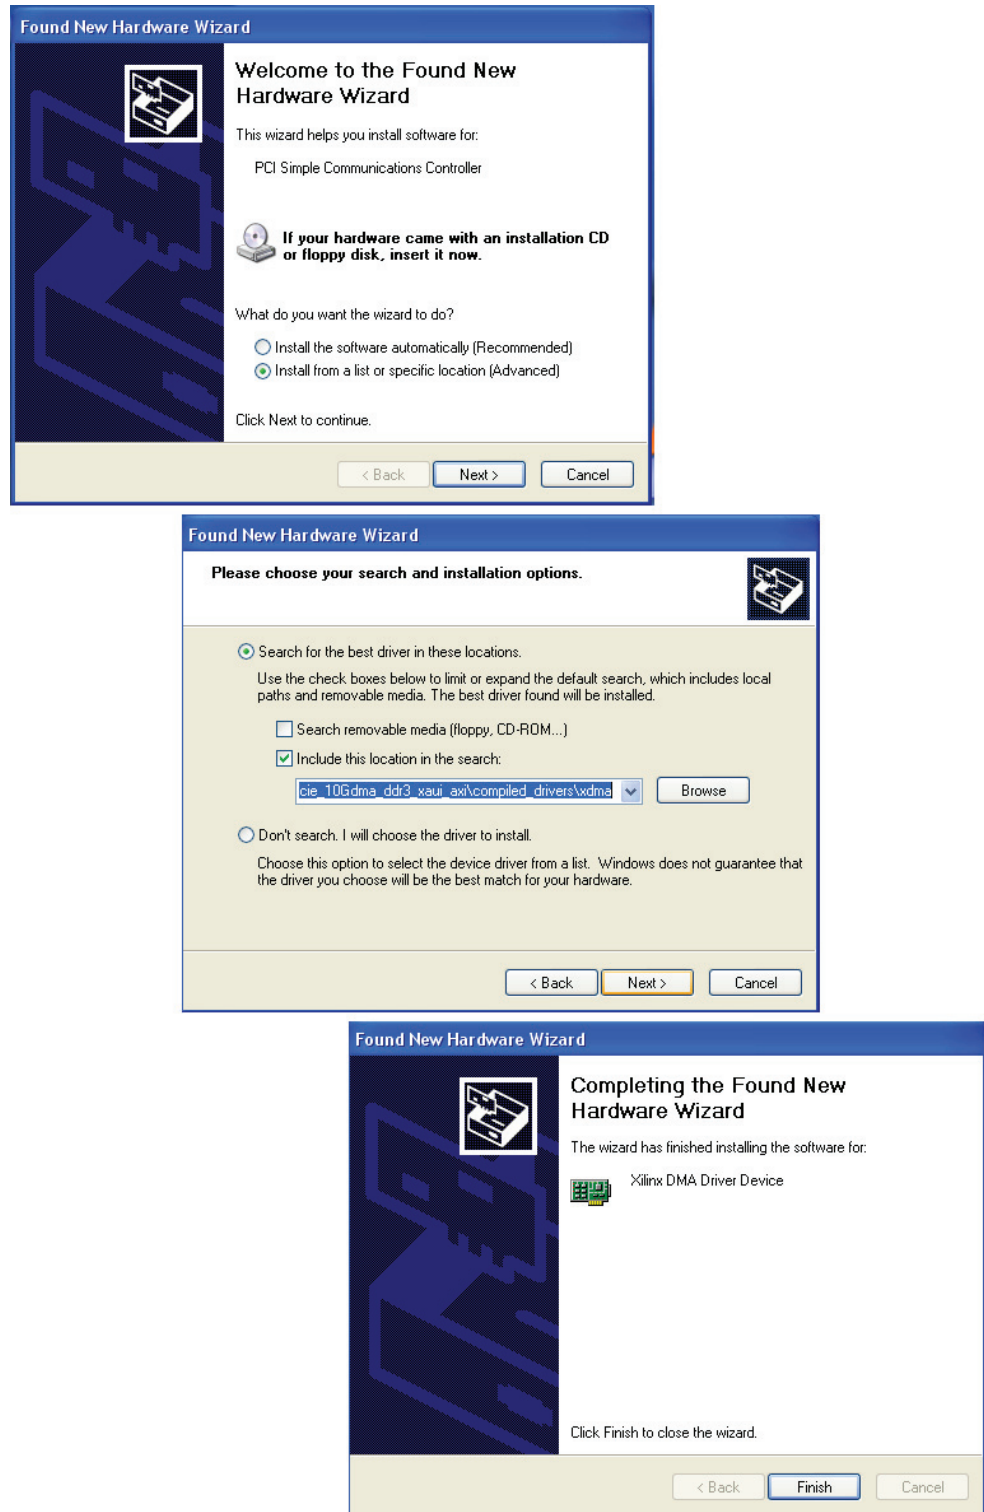 Found New Hardware Wizard
Welcome to the Found New
Hardware Wizard
This wizard helps you install software for:
PCI Simple Communications Controller
If your hardware came with an installation CD
or floppy disk, insert it now.
What do you want the wizard to do?
Install the software automatically (Recommended)
Install from a list or specific location (Advanced)
Click Next to continue.
< Back Next > Cancel
Found New Hardware Wizard
Please choose your search and installation options.
Search for the best driver in these locations.
Use the check boxes below to limit or expand the default search, which includes local
paths and removable media. The best driver found will be installed.
Search removable media (floppy, CD-ROM...)
Include this location in the search:
cie_10Gdma_ddr3_xaui_axi\compiled_drivers\xdma Browse
Don't search. I will choose the driver to install.
Choose this option to select the device driver from a list. Windows does not guarantee that
the driver you choose will be the best match for your hardware.
< Back Next > Cancel
Found New Hardware Wizard
Completing the Found New
Hardware Wizard
The wizard has finished installing the software for:
Xilinx DMA Driver Device
Click Finish to close the wizard.
< Back Finish Cancel